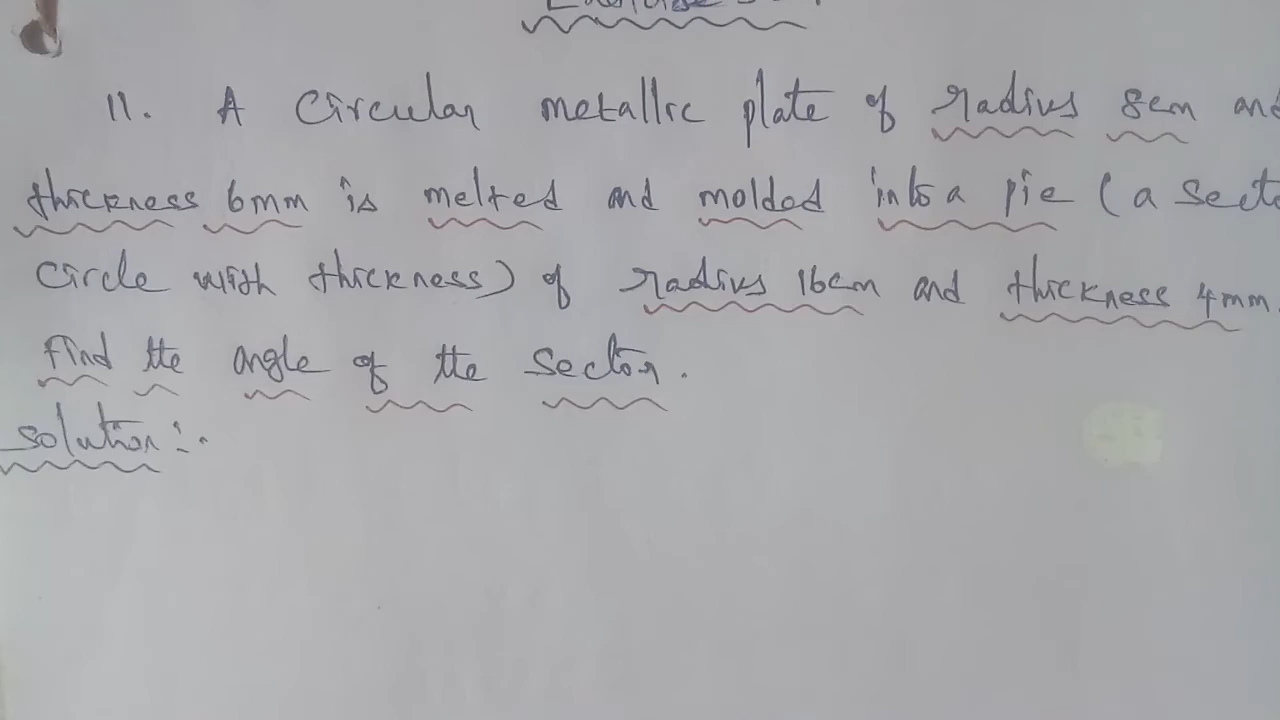 11. A Circular metallic plate of radius 8cm and
thickness 6mm is melted and molded into a pie (a Sect
Circle with thickness) of radius 16cm and thickness 4mm.
Find the angle of the Sector.
Solution:-